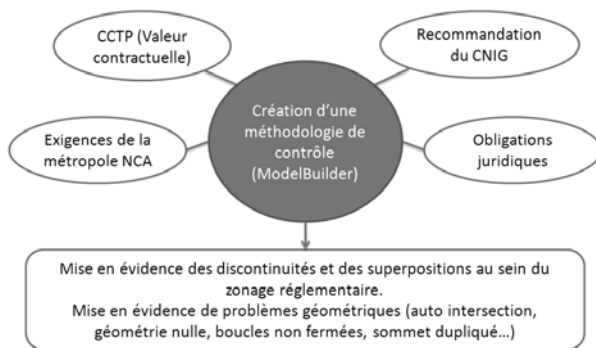 CCTP (Valeur
contractuelle)
Recommandation
du CNIG
Création d’une
méthodologie de
contrôle
(ModelBuilder)
Exigences de la
métropole NCA
Obligations
juridiques
Mise en évidence des discontinuités et des superpositions au sein du
zonage réglementaire.
Mise en évidence de problèmes géométriques (auto intersection,
géométrie nulle, boucles non fermées, sommet dupliqué...)